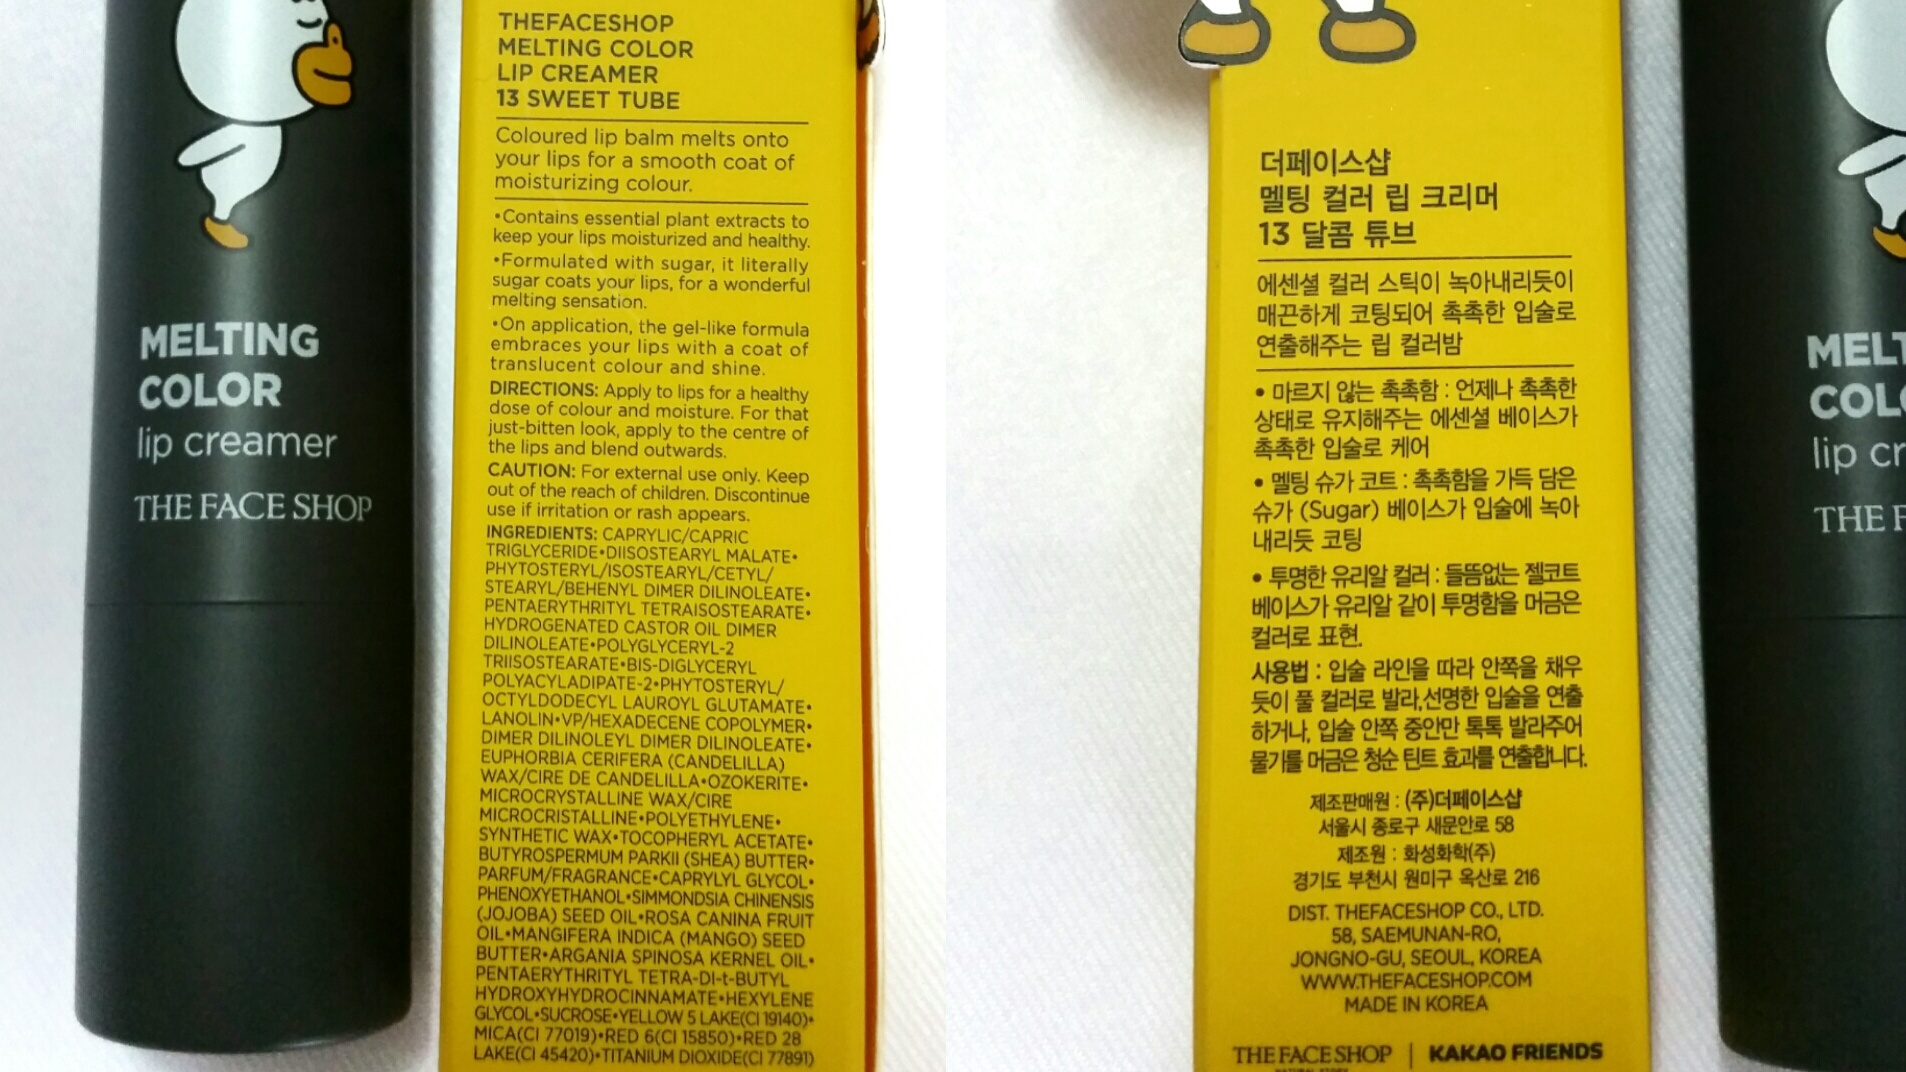 MELTING
COLOR
lip creamer
THE FACE SHOP
THEFACESHOP
MELTING COLOR
LIP CREAMER
13 SWEET TUBE
Coloured lip balm melts onto
your lips for a smooth coat of
moisturizing colour.
•Contains essential plant extracts to
keep your lips moisturized and healthy.
•Formulated with sugar, it literally
sugar coats your lips, for a wonderful
melting sensation.
•On application, the gel-like formula
embraces your lips with a coat of
translucent colour and shine.
DIRECTIONS: Apply to lips for a healthy
dose of colour and moisture. For that
just-bitten look, apply to the centre of
the lips and blend outwards.
CAUTION: For external use only. Keep
out of the reach of children. Discontinue
use if irritation or rash appears.
INGREDIENTS: CAPRYLIC/CAPRIC
TRIGLYCERIDE•DIISOSTEARYL MALATE•
PHYTOSTERYL/ISOSTEARYL/CETYL/
STEARYL/BEHENYL DIMER DILINOLEATE•
PENTAERYTHRITYL TETRAISOSTEARATE•
HYDROGENATED CASTOR OIL DIMER
DILINOLEATE•POLYGLYCERYL-2
TRIISOSTEARATE•BIS-DIGLYCERYL
POLYACYLADIPATE-2•PHYTOSTERYL/
OCTYLDODECYL LAUROYL GLUTAMATE•
LANOLIN•VP/HEXADECENE COPOLYMER•
DIMER DILINOLEYL DIMER DILINOLEATE•
EUPHORBIA CERIFERA (CANDELILLA)
WAX/CIRE DE CANDELILLA•OZOKERITE•
MICROCRYSTALLINE WAX/CIRE
MICROCRISTALLINE•POLYETHYLENE•
SYNTHETIC WAX•TOCOPHERYL ACETATE•
BUTYROSPERMUM PARKII (SHEA) BUTTER•
PARFUM/FRAGRANCE•CAPRYLYL GLYCOL•
PHENOXYETHANOL•SIMMONDSIA CHINENSIS
(JOJOBA) SEED OIL•ROSA CANINA FRUIT
OIL•MANGIFERA INDICA (MANGO) SEED
BUTTER•ARGANIA SPINOSA KERNEL OIL•
PENTAERYTHRITYL TETRA-DI-t-BUTYL
HYDROXYHYDROCINNAMATE•HEXYLENE
GLYCOL•SUCROSE•YELLOW 5 LAKE(CI 19140)•
MICA(CI 77019)•RED 6(CI 15850)•RED 28
LAKE(CI 45420)•TITANIUM DIOXIDE(CI 77891)
더페이스샵
멜팅 컬러 립 크리머
13 달콤 튜브
에센셜 컬러 스틱이 녹아내리듯이
매끈하게 코팅되어 촉촉한 입술로
연출해주는 립 컬러밤
• 마르지 않는 촉촉함 : 언제나 촉촉한
상태로 유지해주는 에센셜 베이스가
촉촉한 입술로 케어
• 멜팅 슈가 코트 : 촉촉함을 가득 담은
슈가 (Sugar) 베이스가 입술에 녹아
내리듯 코팅
• 투명한 유리알 컬러 : 들뜸없는 젤코트
베이스가 유리알 같이 투명함을 머금은
컬러로 표현.
사용법 : 입술 라인을 따라 안쪽을 채우
듯이 풀 컬러로 발라,선명한 입술을 연출
하거나, 입술 안쪽 중안만 톡톡 발라주어
물기를 머금은 청순 틴트 효과를 연출합니다.
제조판매원 : (주)더페이스샵
서울시 종로구 새문안로 58
제조원 : 화성화학(주)
경기도 부천시 원미구 옥산로 216
DIST. THEFACESHOP CO., LTD.
58, SAEMUNAN-RO,
JONGNO-GU, SEOUL, KOREA
WWW.THEFACESHOP.COM
MADE IN KOREA
THE FACE SHOP | KAKAO FRIENDS
MELT
COL
lip cr
THE F